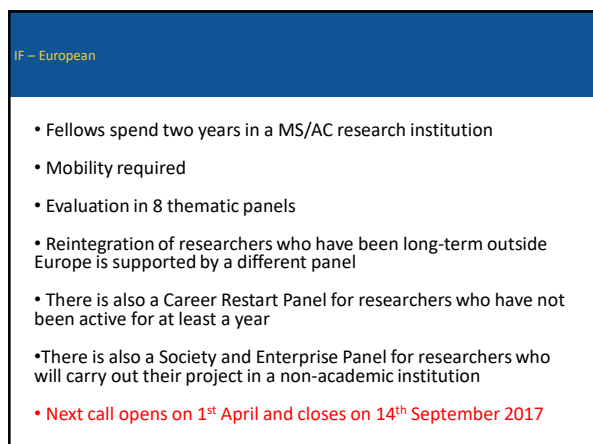 IF – European
• Fellows spend two years in a MS/AC research institution
• Mobility required
• Evaluation in 8 thematic panels
• Reintegration of researchers who have been long-term outside
Europe is supported by a different panel
• There is also a Career Restart Panel for researchers who have not
been active for at least a year
•There is also a Society and Enterprise Panel for researchers who
will carry out their project in a non-academic institution
• Next call opens on 1st April and closes on 14th September 2017